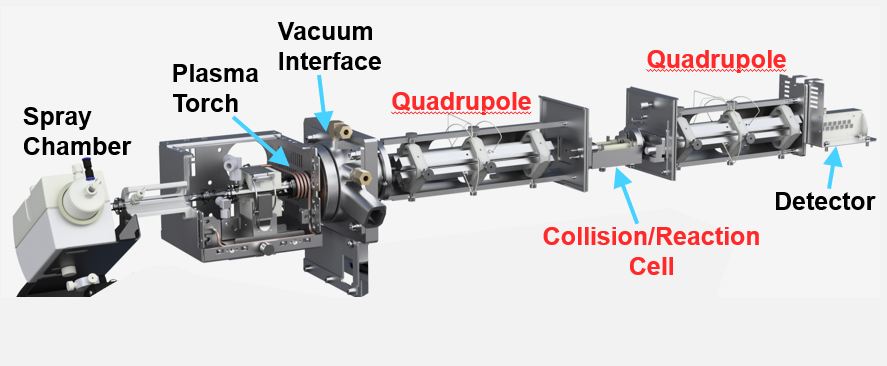 Vacuum
Interface
Quadrupole
Plasma
Torch
Quadrupole
Spray
Chamber
Detector
Collision/Reaction
Cell